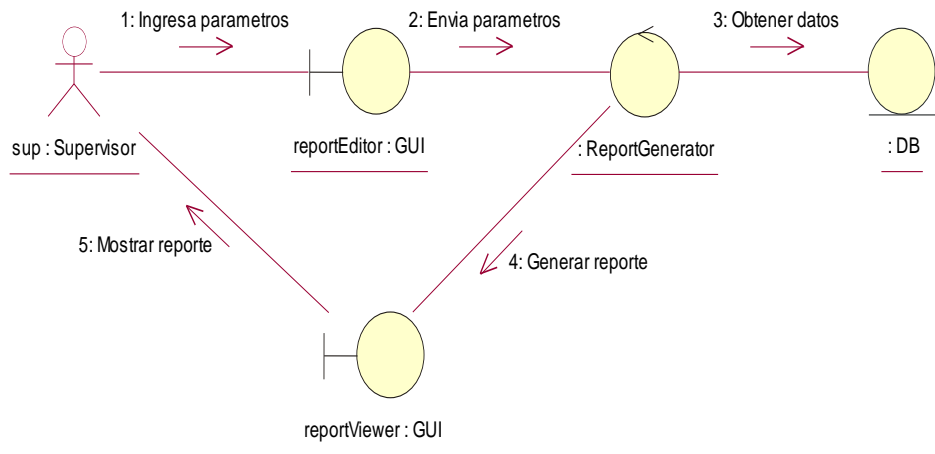 1: Ingresa parametros
2: Envia parametros
3: Obtener datos
sup : Supervisor
reportEditor : GUI
: ReportGenerator
: DB
5: Mostrar reporte
4: Generar reporte
reportViewer : GUI